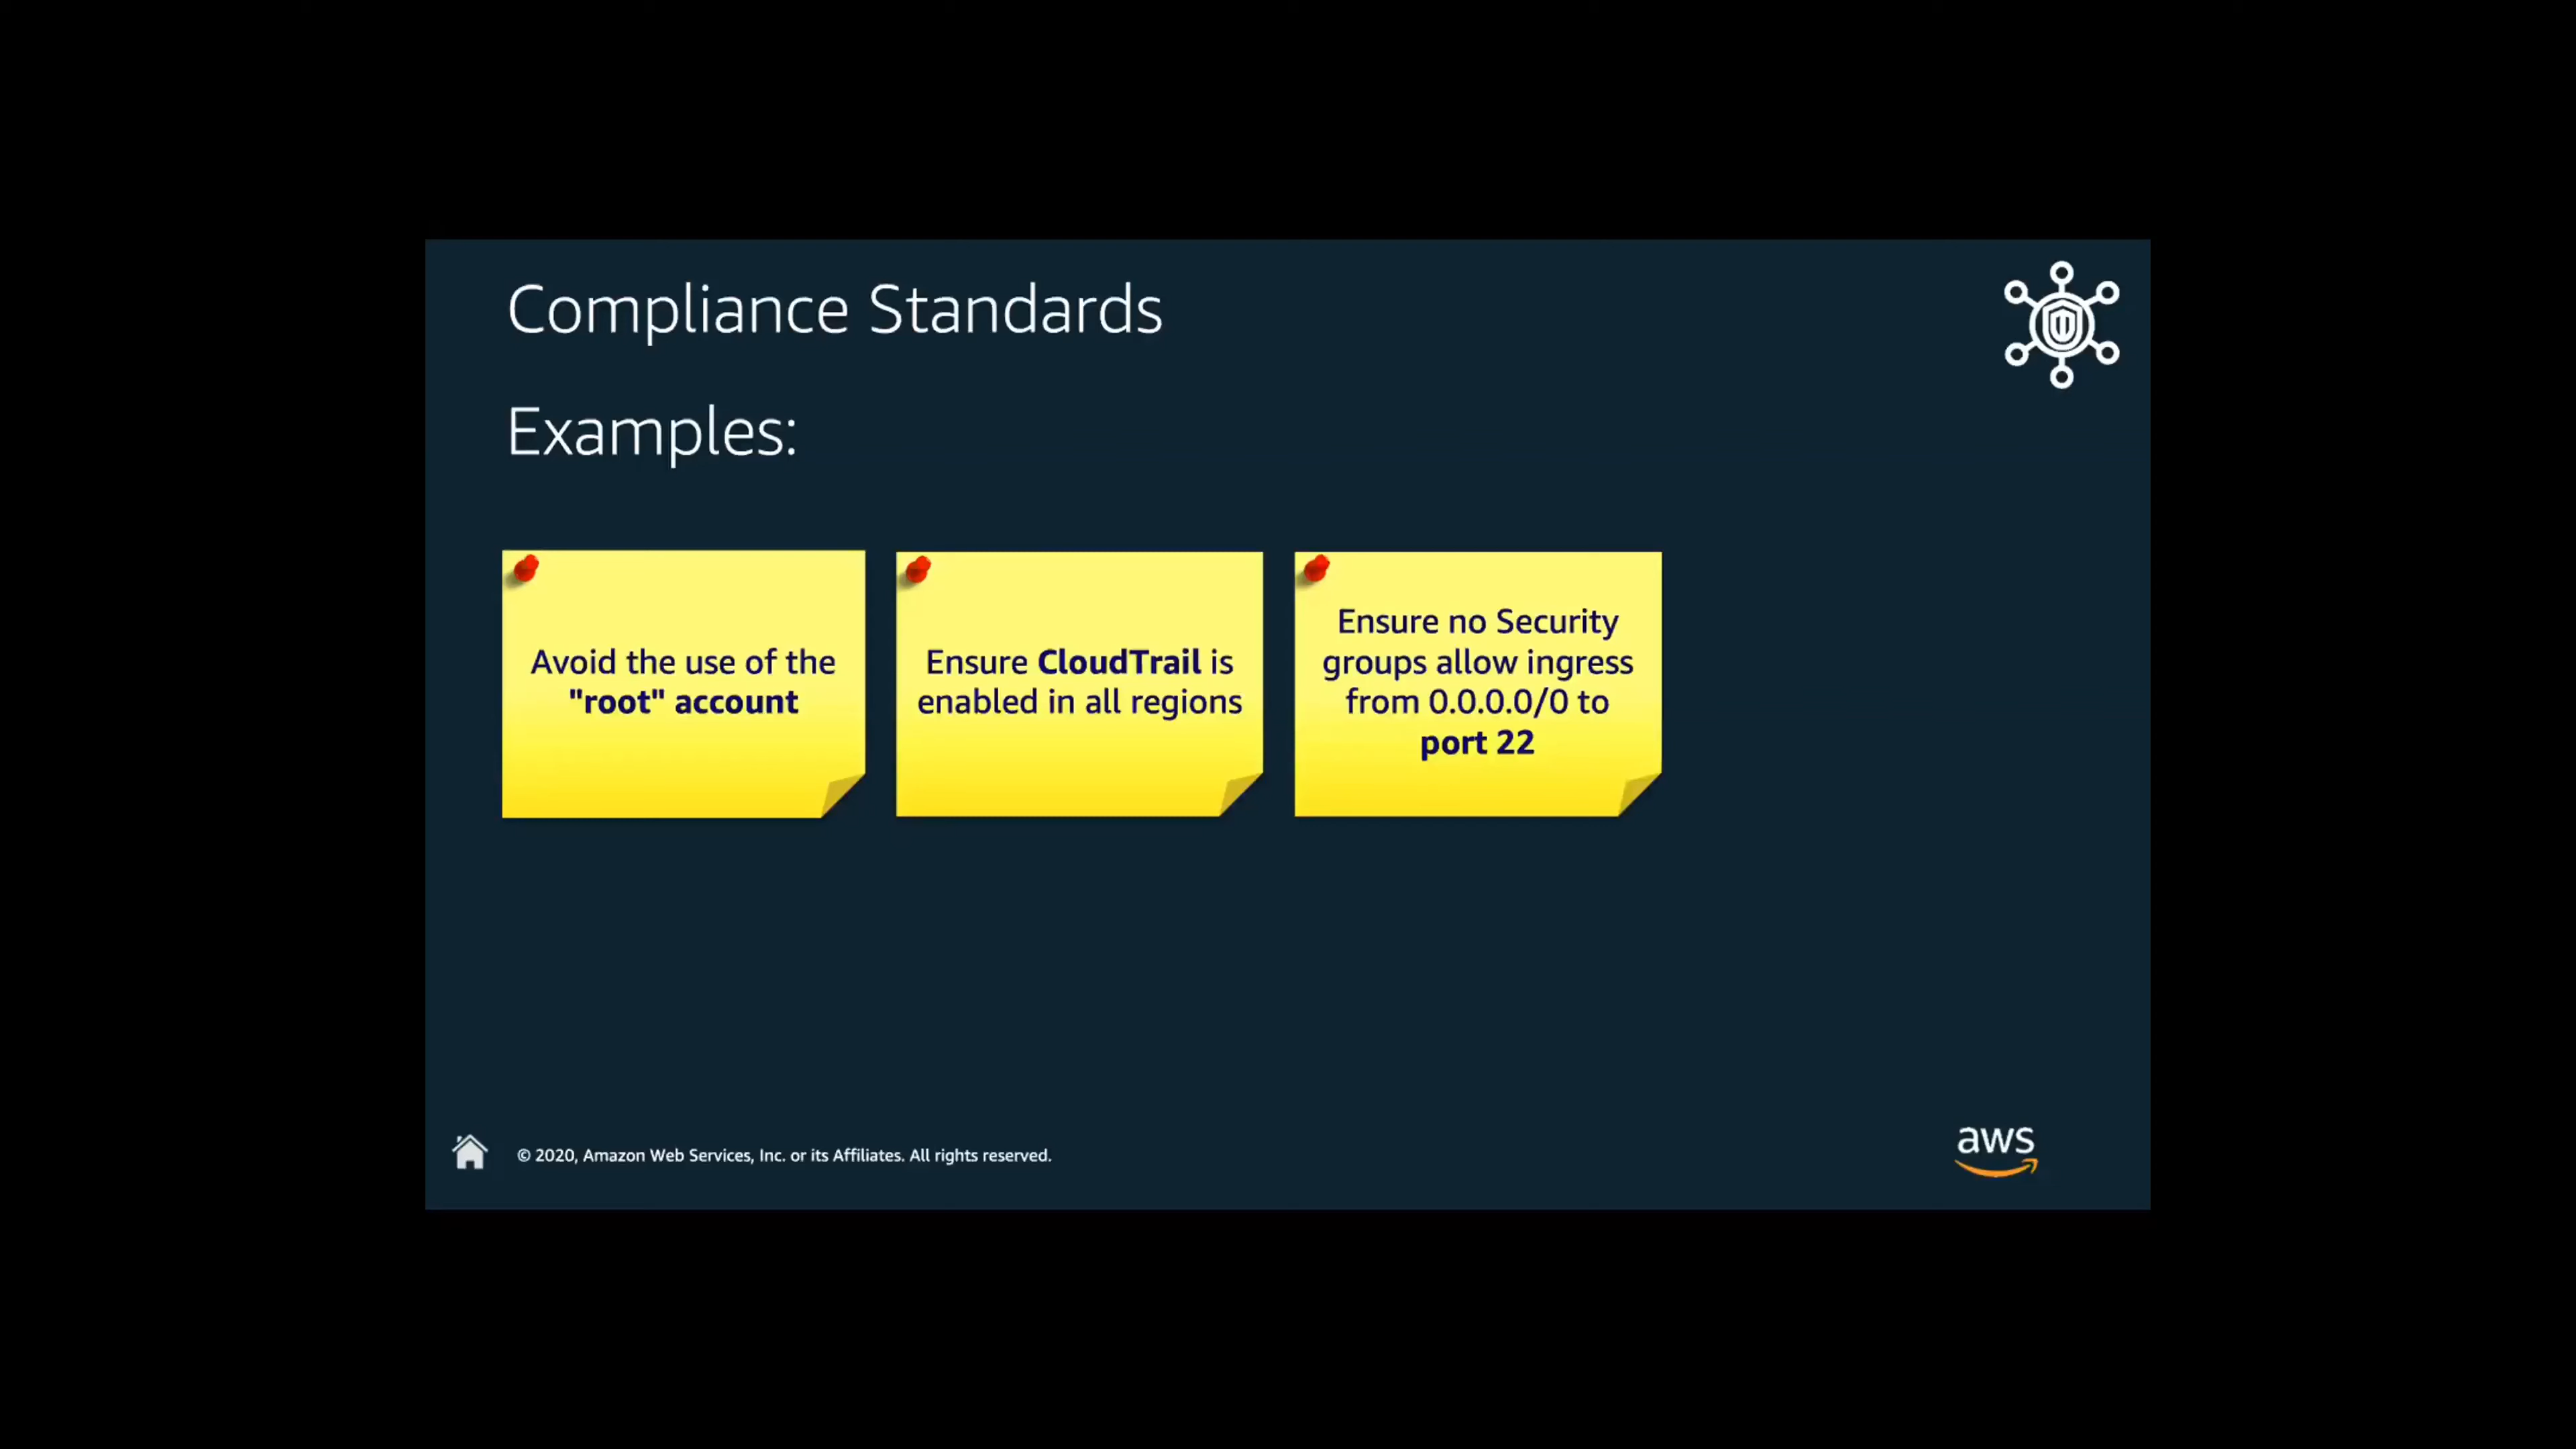 Compliance Standards
Examples:
Avoid the use of the
"root" account
Ensure CloudTrail is
enabled in all regions
Ensure no Security
groups allow ingress
from 0.0.0.0/0 to
port 22
© 2020, Amazon Web Services, Inc. or its Affiliates. All rights reserved.
aws